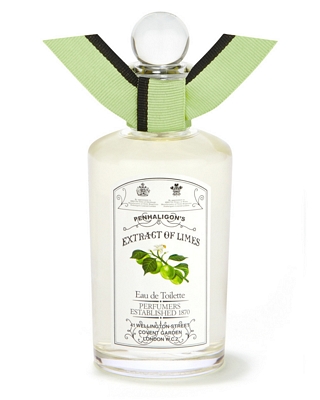 PENHALIGON'S
EXTRACT OF LIMES
Eau de Toilette
PERFUMERS
ESTABLISHED 1870
41 WELLINGTON STREET
COVENT GARDEN
LONDON W.C.2